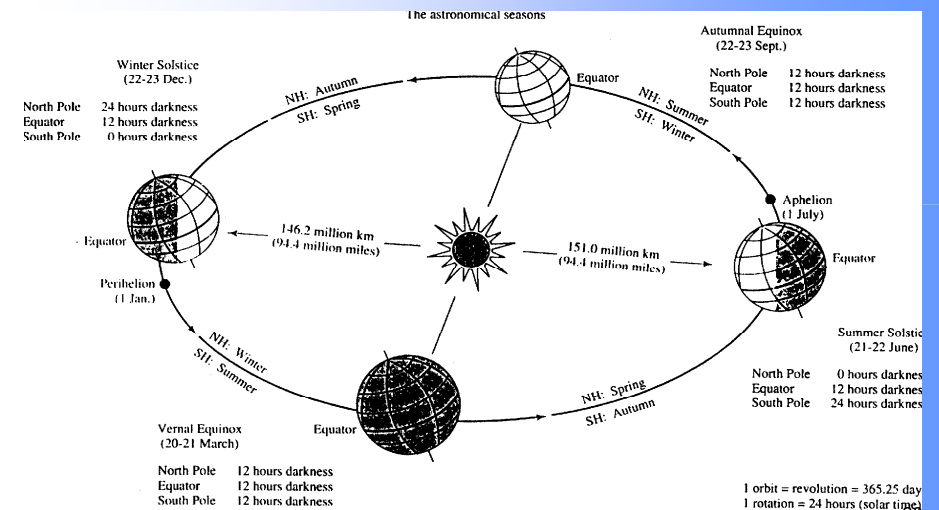 The astronomical seasons
Autumnal Equinox
(22-23 Sept.)
North Pole 12 hours darkness
Equator 12 hours darkness
South Pole 12 hours darkness
Winter Solstice
(22-23 Dec.)
North Pole 24 hours darkness
Equator 12 hours darkness
South Pole 0 hours darkness
Equator
NH: Autumn
SH: Spring
NH: Summer
SH: Winter
Aphelion
(1 July)
Equator
146.2 million km
(94.4 million miles)
151.0 million km
(94.4 million miles)
Equator
Perihelion
(1 Jan.)
Summer Solstic
(21-22 June)
North Pole 0 hours darknes
Equator 12 hours darknes
South Pole 24 hours darknes
NH: Winter
SH: Summer
NH: Spring
SH: Autumn
Equator
Vernal Equinox
(20-21 March)
North Pole 12 hours darkness
Equator 12 hours darkness
South Pole 12 hours darkness
1 orbit = revolution = 365.25 day
1 rotation = 24 hours (solar time)